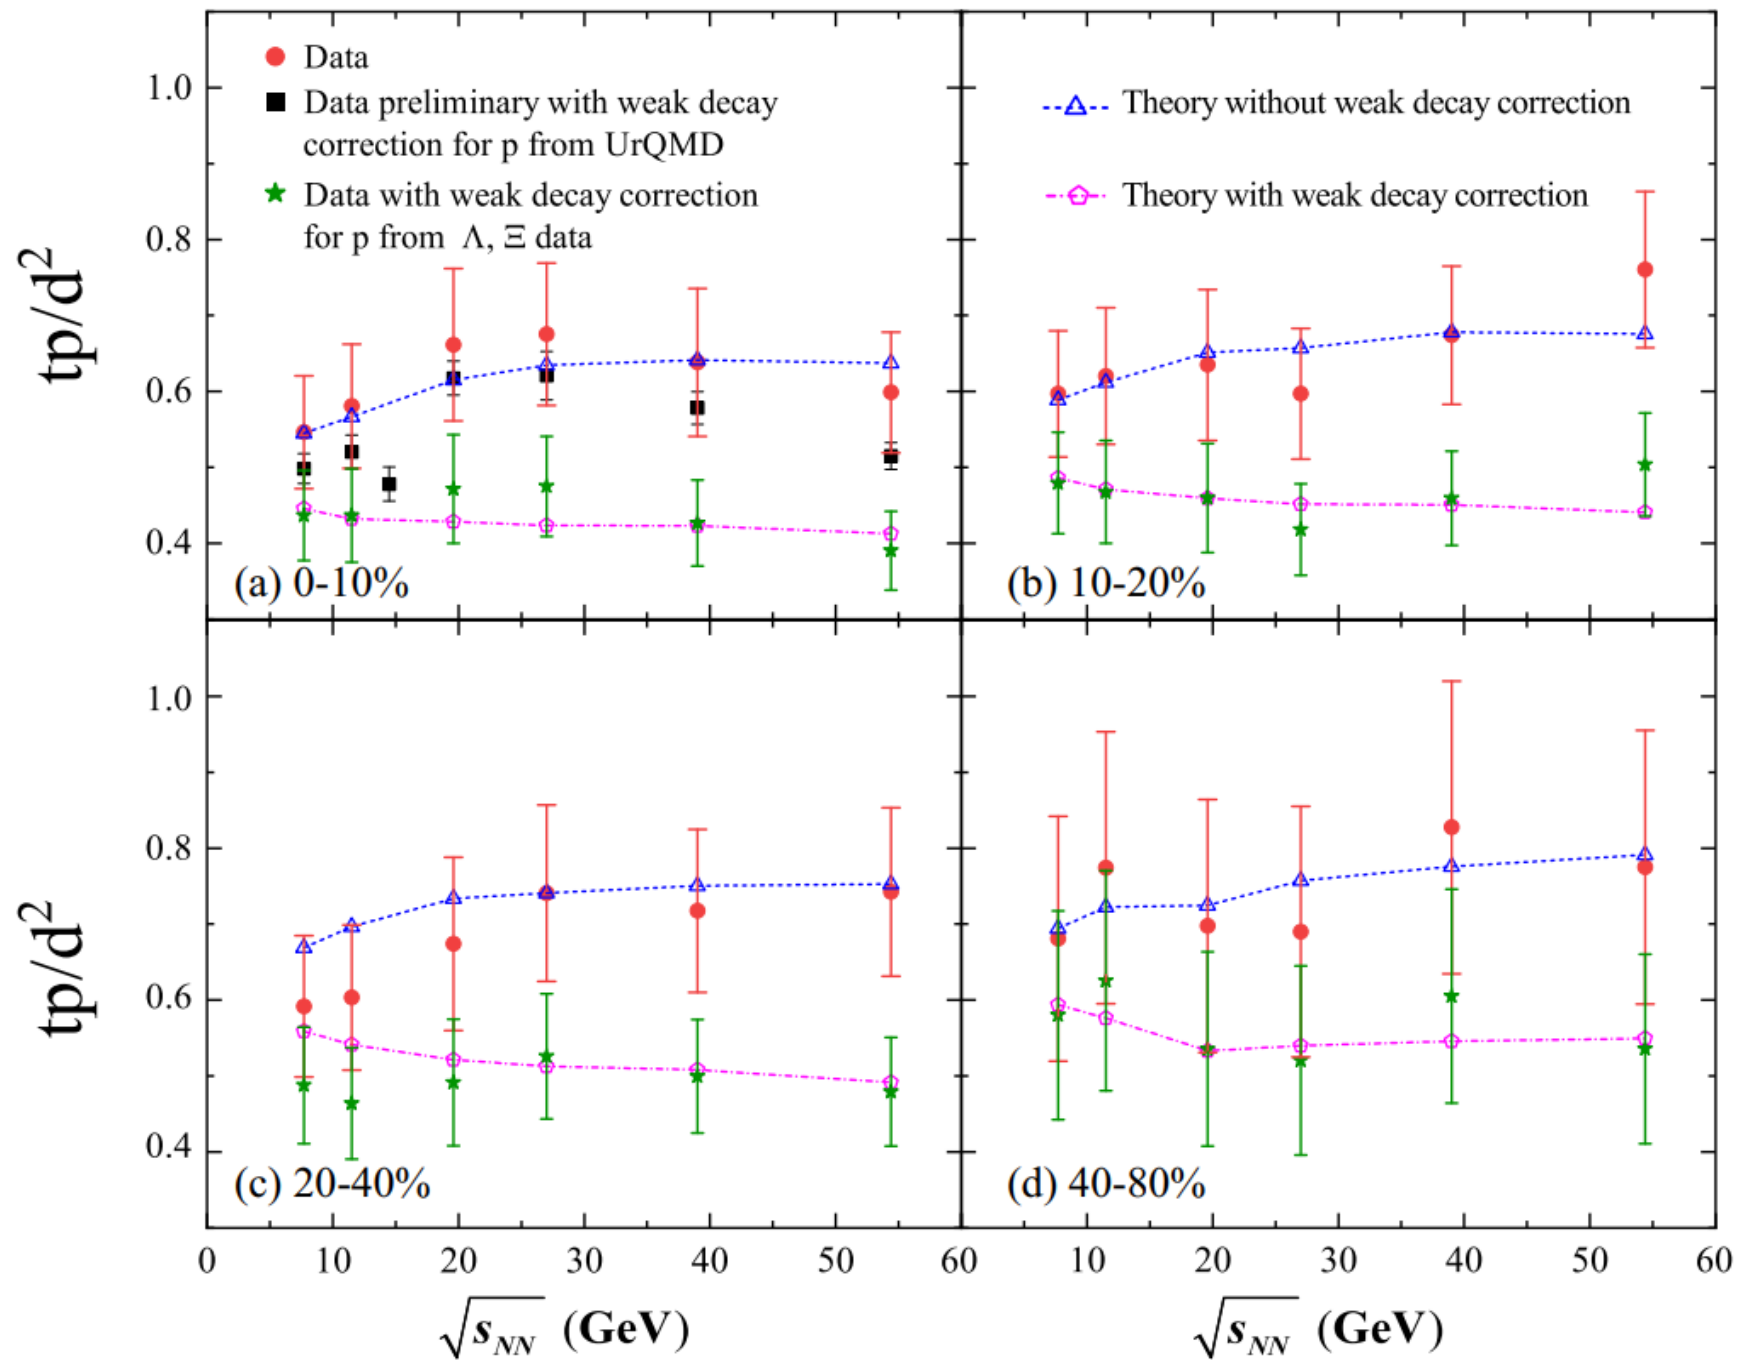 Data
Data preliminary with weak decay
correction for p from UrQMD
Data with weak decay correction
for p from Λ, Ξ data
Theory without weak decay correction
Theory with weak decay correction
tp/d²
1.0
0.8
0.6
0.4
(a) 0-10%
(b) 10-20%
tp/d²
1.0
0.8
0.6
0.4
(c) 20-40%
(d) 40-80%
0 10 20 30 40 50 60 10 20 30 40 50 60
√s_NN (GeV) √s_NN (GeV)